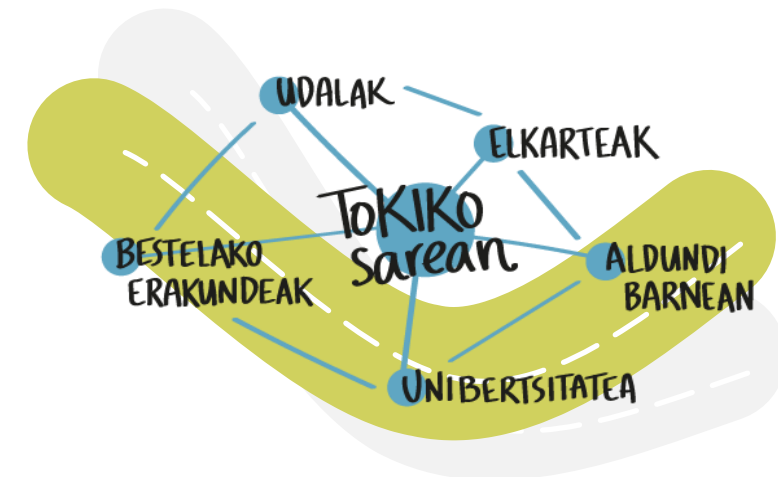 UDALAK
ELKARTEAK
TOKIKO
sarean
BESTELAKO
ERAKUNDEAK
ALDUNDI
BARNEAN
UNIBERTSITATEA